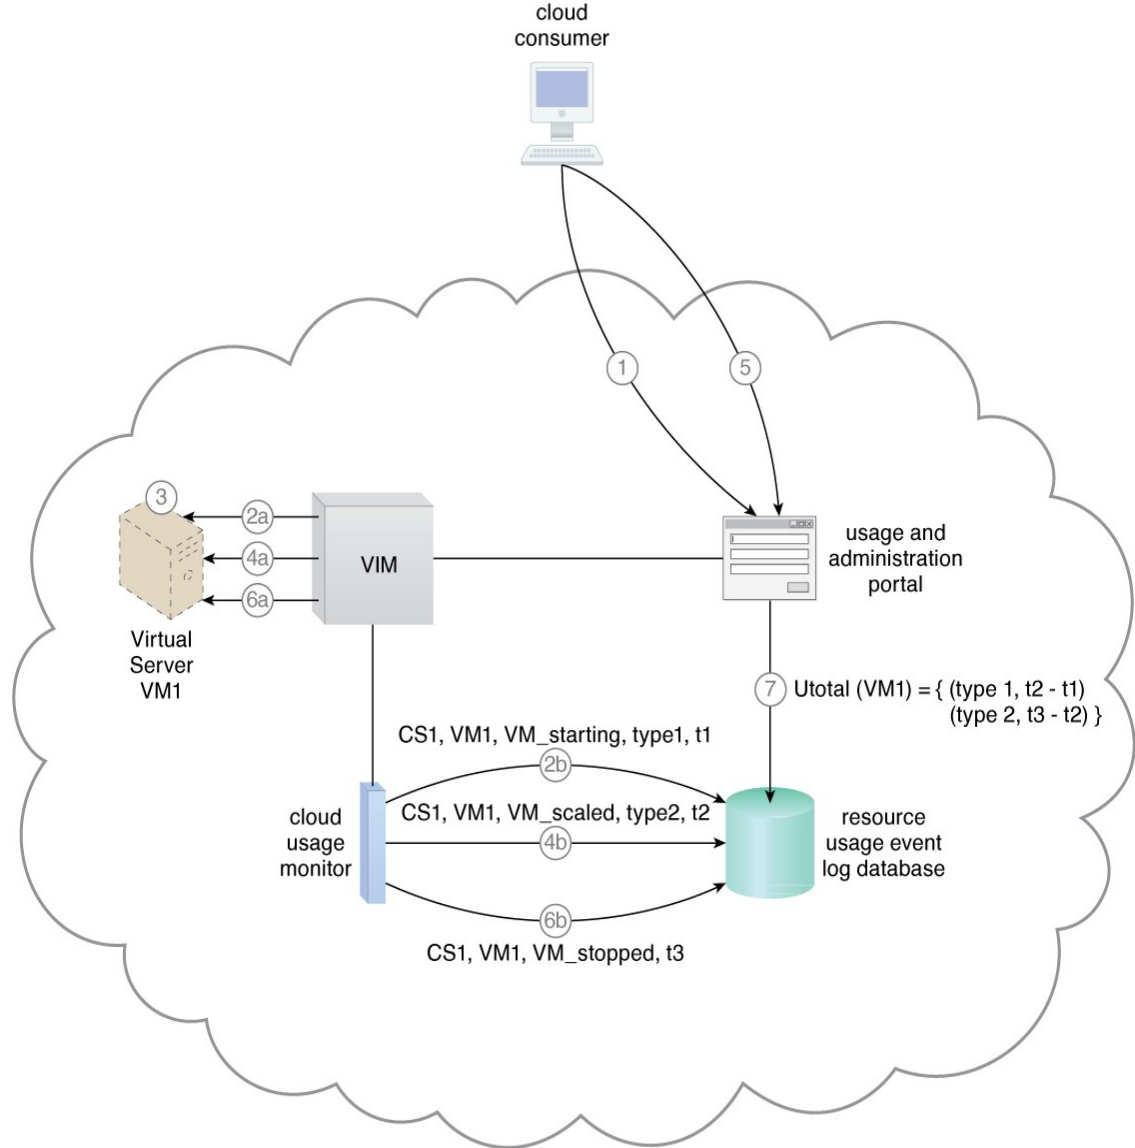 cloud
consumer
1
5
3
2a
4a
6a
VIM
usage and
administration
portal
Virtual
Server
VM1
7
Utotal (VM1) = { (type 1, t2 - t1)
(type 2, t3 - t2) }
CS1, VM1, VM_starting, type1, t1
2b
CS1, VM1, VM_scaled, type2, t2
4b
cloud
usage
monitor
resource
usage event
log database
6b
CS1, VM1, VM_stopped, t3